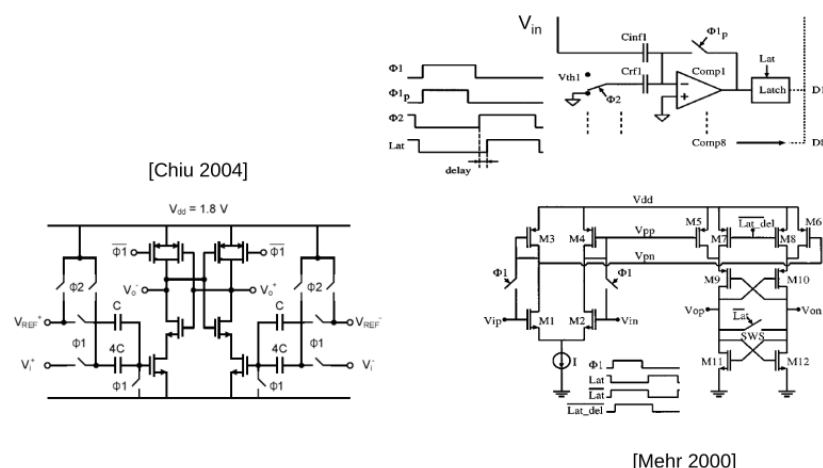 V_in
Φ1p
Cinf1
Φ1
Vth1
Crf1
Comp1
Lat
Φ1p
Latch
D1
Φ2
Φ2
Lat
Comp8
delay
[Chiu 2004]
V_dd = 1.8 V
Φ1 Φ1
Φ2 V_o^- V_o^+ Φ2
C C
V_REF^+ V_REF^-
Φ1 Φ1
V_i^+ 4C 4C V_i^-
Φ1 Φ1
Vdd
M3 M4 Vpp M5 M7 Lat_del M8 M6
Vpn
Φ1 Φ1 M9 M10
Vip M1 M2 Vin Vop Lat Von
SWS
I M11 M12
Φ1
Lat
Lat
Lat_del
[Mehr 2000]